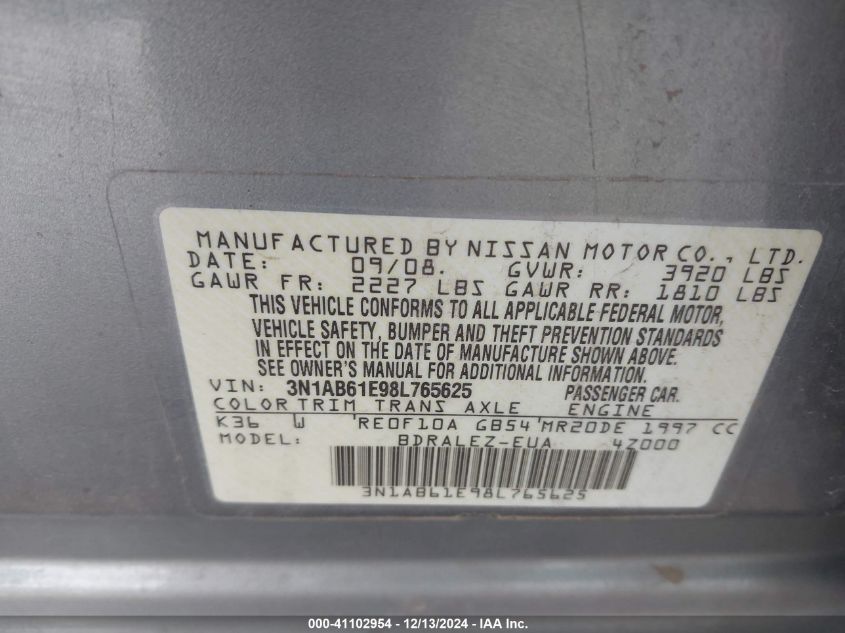 MANUFACTURED BY NISSAN MOTOR CO., LTD.
DATE: 09/08. GVWR: 3920 LBS
GAWR FR: 2227 LBS GAWR RR: 1810 LBS
THIS VEHICLE CONFORMS TO ALL APPLICABLE FEDERAL MOTOR
VEHICLE SAFETY, BUMPER AND THEFT PREVENTION STANDARDS
IN EFFECT ON THE DATE OF MANUFACTURE SHOWN ABOVE.
SEE OWNER'S MANUAL FOR ADDITIONAL INFORMATION.
VIN: 3N1AB61E98L765625 PASSENGER CAR.
COLOR TRIM TRANS AXLE ENGINE
K36 W 'RE0F10A GB54'MR20DE 1997 CC
MODEL: BDRALEZ-EUA 4Z000
3N1AB61E98L765625
000-41102954 - 12/13/2024 - IAA Inc.